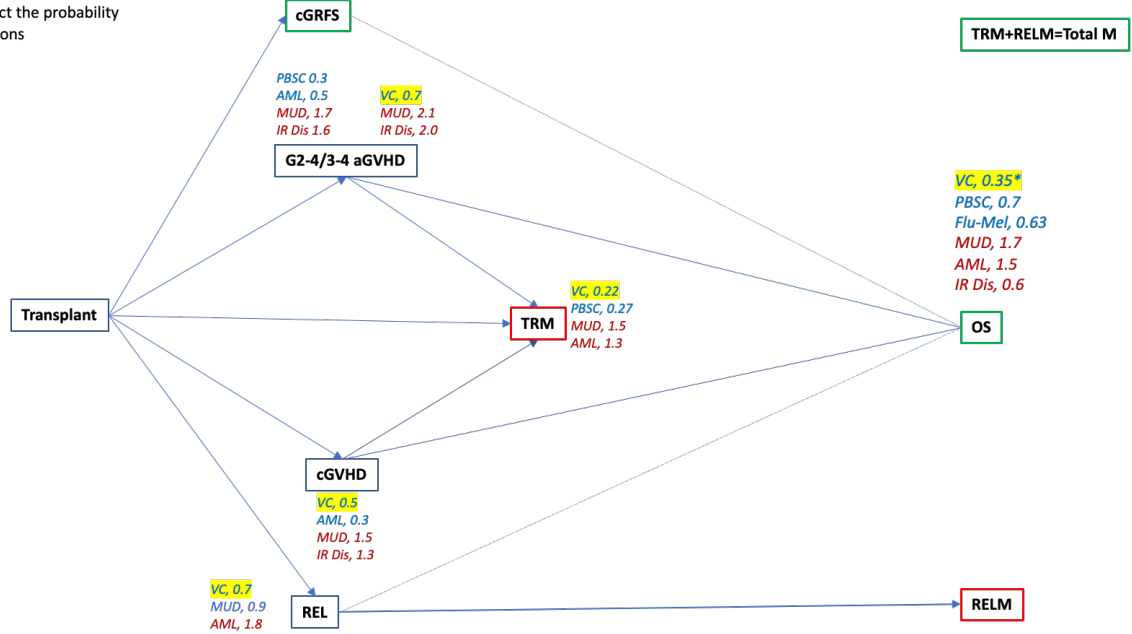 ct the probability
ons
cGRFS
TRM+RELM=Total M
PBSC 0.3
AML, 0.5
MUD, 1.7
IR Dis 1.6
VC, 0.7
MUD, 2.1
IR Dis, 2.0
G2-4/3-4 aGVHD
VC, 0.35*
PBSC, 0.7
Flu-Mel, 0.63
MUD, 1.7
AML, 1.5
IR Dis, 0.6
Transplant
TRM
VC, 0.22
PBSC, 0.27
MUD, 1.5
AML, 1.3
OS
cGVHD
VC, 0.5
AML, 0.3
MUD, 1.5
IR Dis, 1.3
VC, 0.7
MUD, 0.9
AML, 1.8
REL
RELM